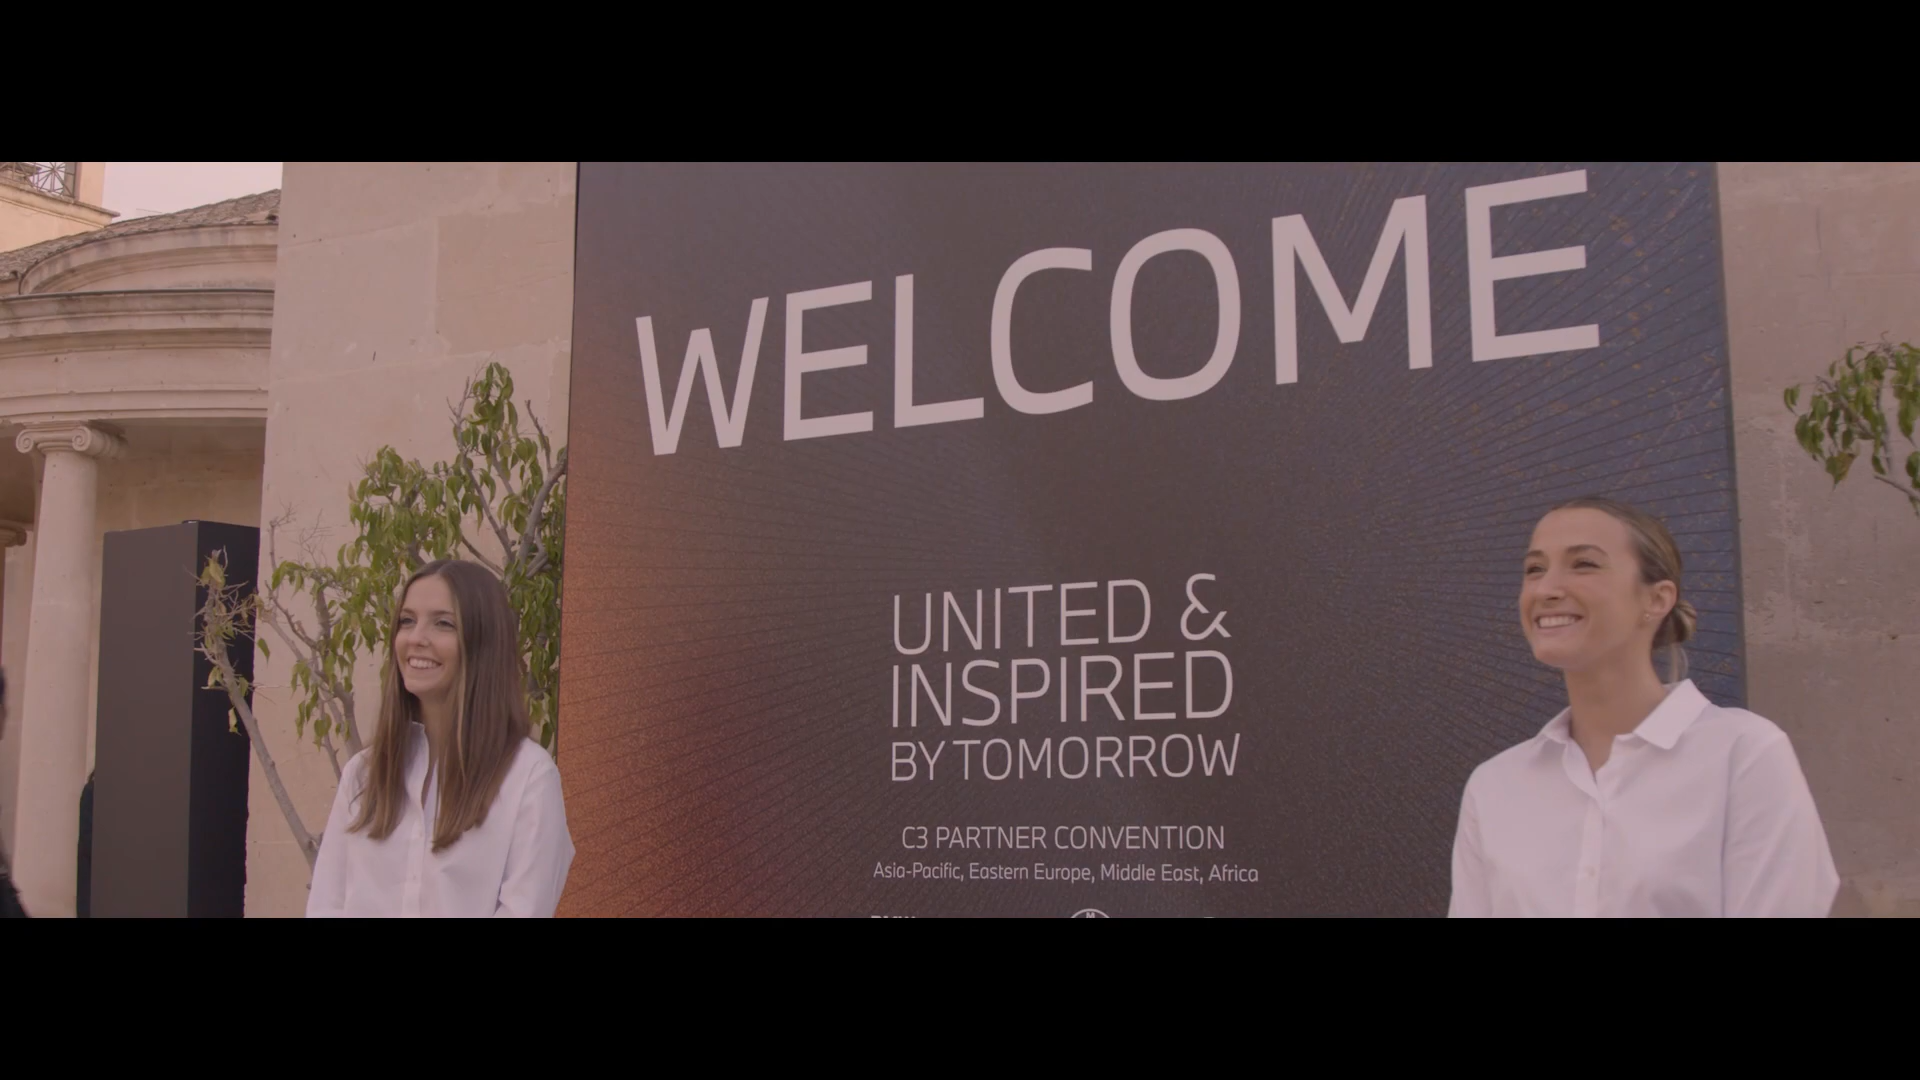 WELCOME
UNITED &
INSPIRED
BY TOMORROW
C3 PARTNER CONVENTION
Asia-Pacific, Eastern Europe, Middle East, Africa